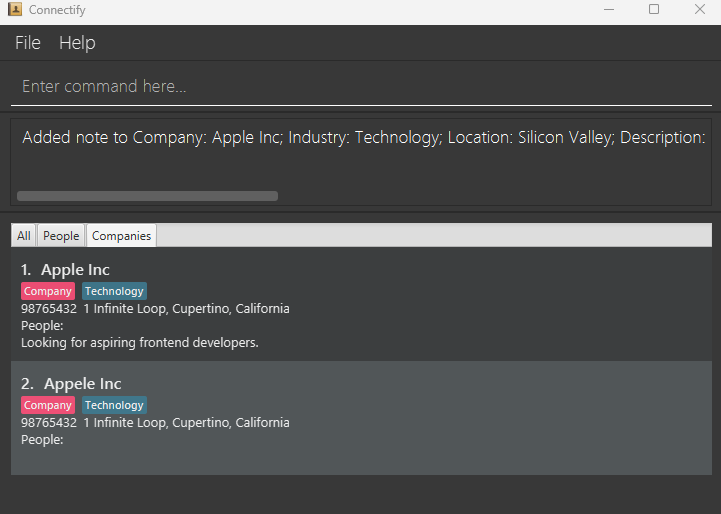 Connectify
File Help
Enter command here...
Added note to Company: Apple Inc; Industry: Technology; Location: Silicon Valley; Description:
All People Companies
1. Apple Inc
Company Technology
98765432 1 Infinite Loop, Cupertino, California
People:
Looking for aspiring frontend developers.
2. Appele Inc
Company Technology
98765432 1 Infinite Loop, Cupertino, California
People: